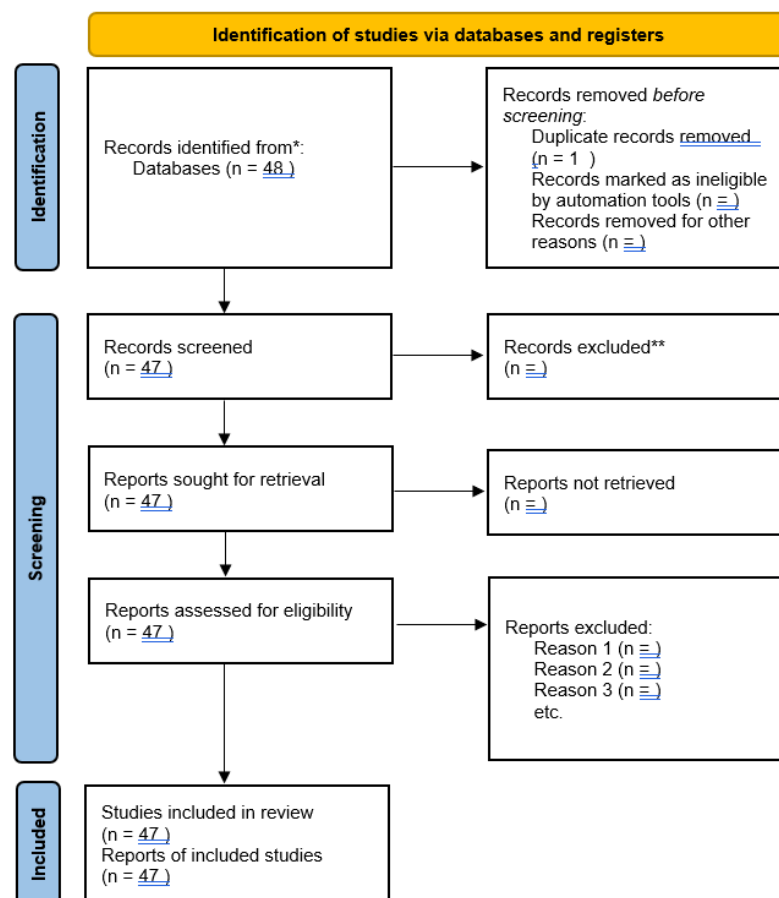 Identification of studies via databases and registers
Identification
Records identified from*:
Databases (n = 48 )
Records removed before
screening:
Duplicate records removed
(n = 1 )
Records marked as ineligible
by automation tools (n = )
Records removed for other
reasons (n = )
Screening
Records screened
(n = 47 )
Records excluded**
(n = )
Reports sought for retrieval
(n = 47 )
Reports not retrieved
(n = )
Reports assessed for eligibility
(n = 47 )
Reports excluded:
Reason 1 (n = )
Reason 2 (n = )
Reason 3 (n = )
etc.
Included
Studies included in review
(n = 47 )
Reports of included studies
(n = 47 )